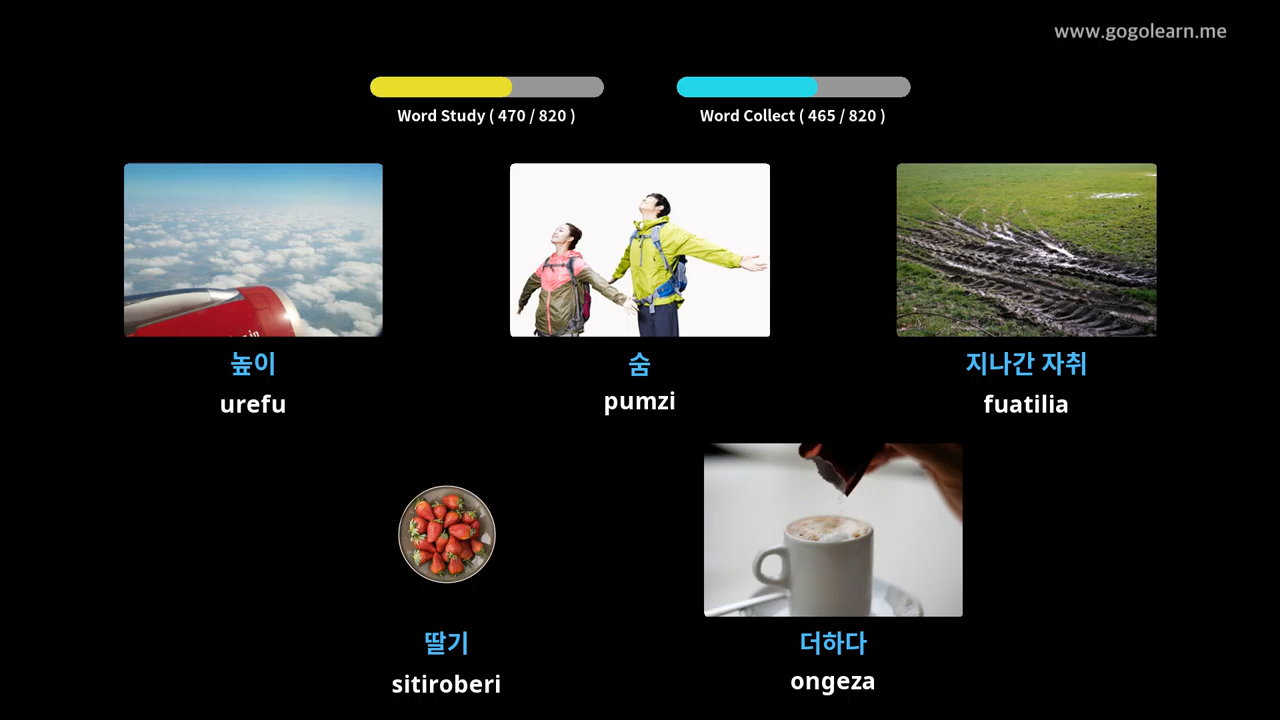 www.gogolearn.me
Word Study ( 470 / 820 )
Word Collect ( 465 / 820 )
높이
urefu
숨
pumzi
지나간 자취
fuatilia
딸기
sitiroberi
더하다
ongeza